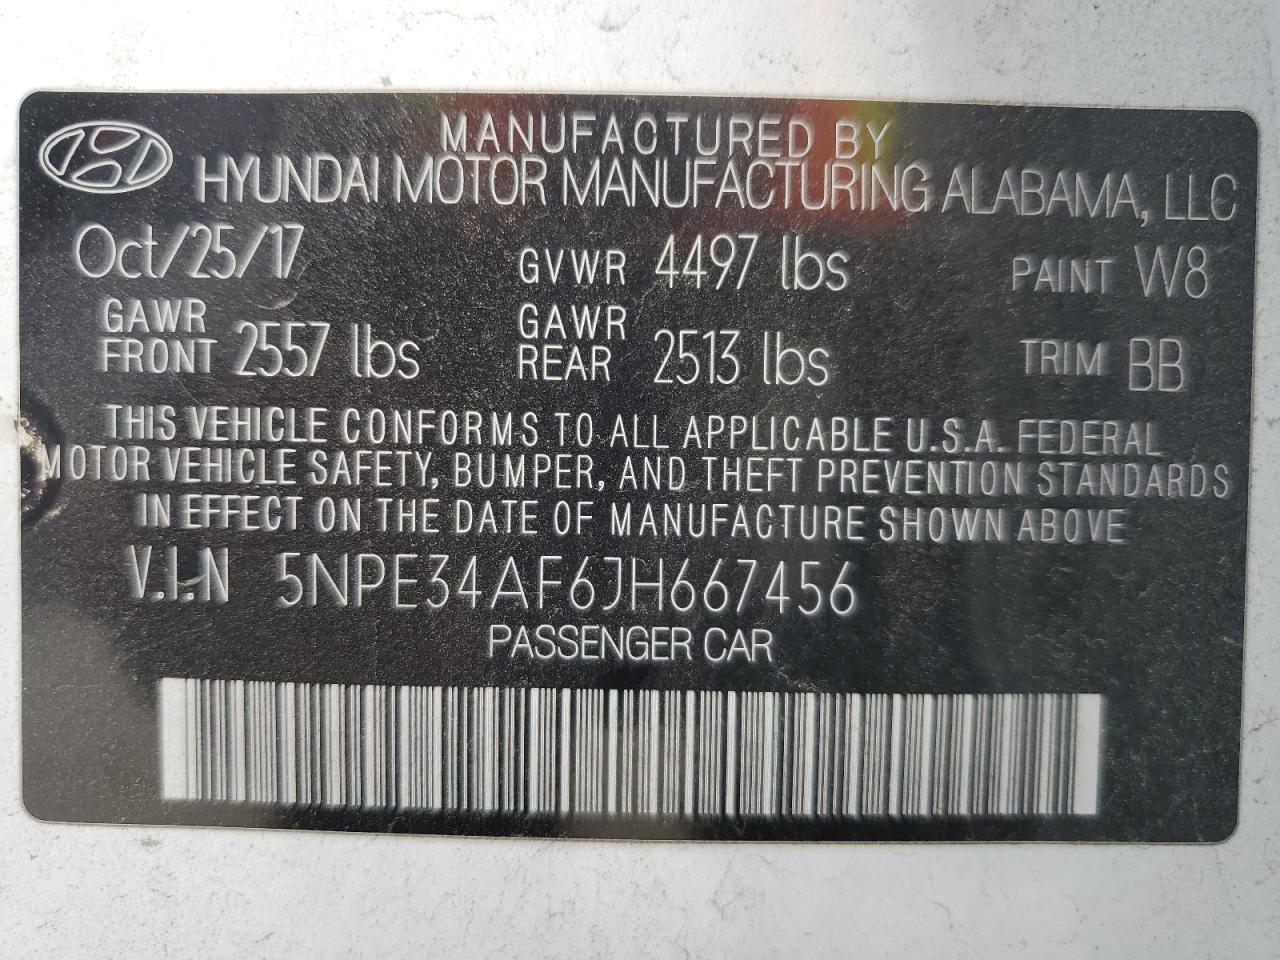 MANUFACTURED BY
HYUNDAI MOTOR MANUFACTURING ALABAMA, LLC
Oct/25/17 GVWR 4497 lbs PAINT W8
GAWR FRONT 2557 lbs GAWR REAR 2513 lbs TRIM BB
THIS VEHICLE CONFORMS TO ALL APPLICABLE U.S.A. FEDERAL
MOTOR VEHICLE SAFETY, BUMPER, AND THEFT PREVENTION STANDARDS
IN EFFECT ON THE DATE OF MANUFACTURE SHOWN ABOVE
V.I.N 5NPE34AF6JH667456
PASSENGER CAR